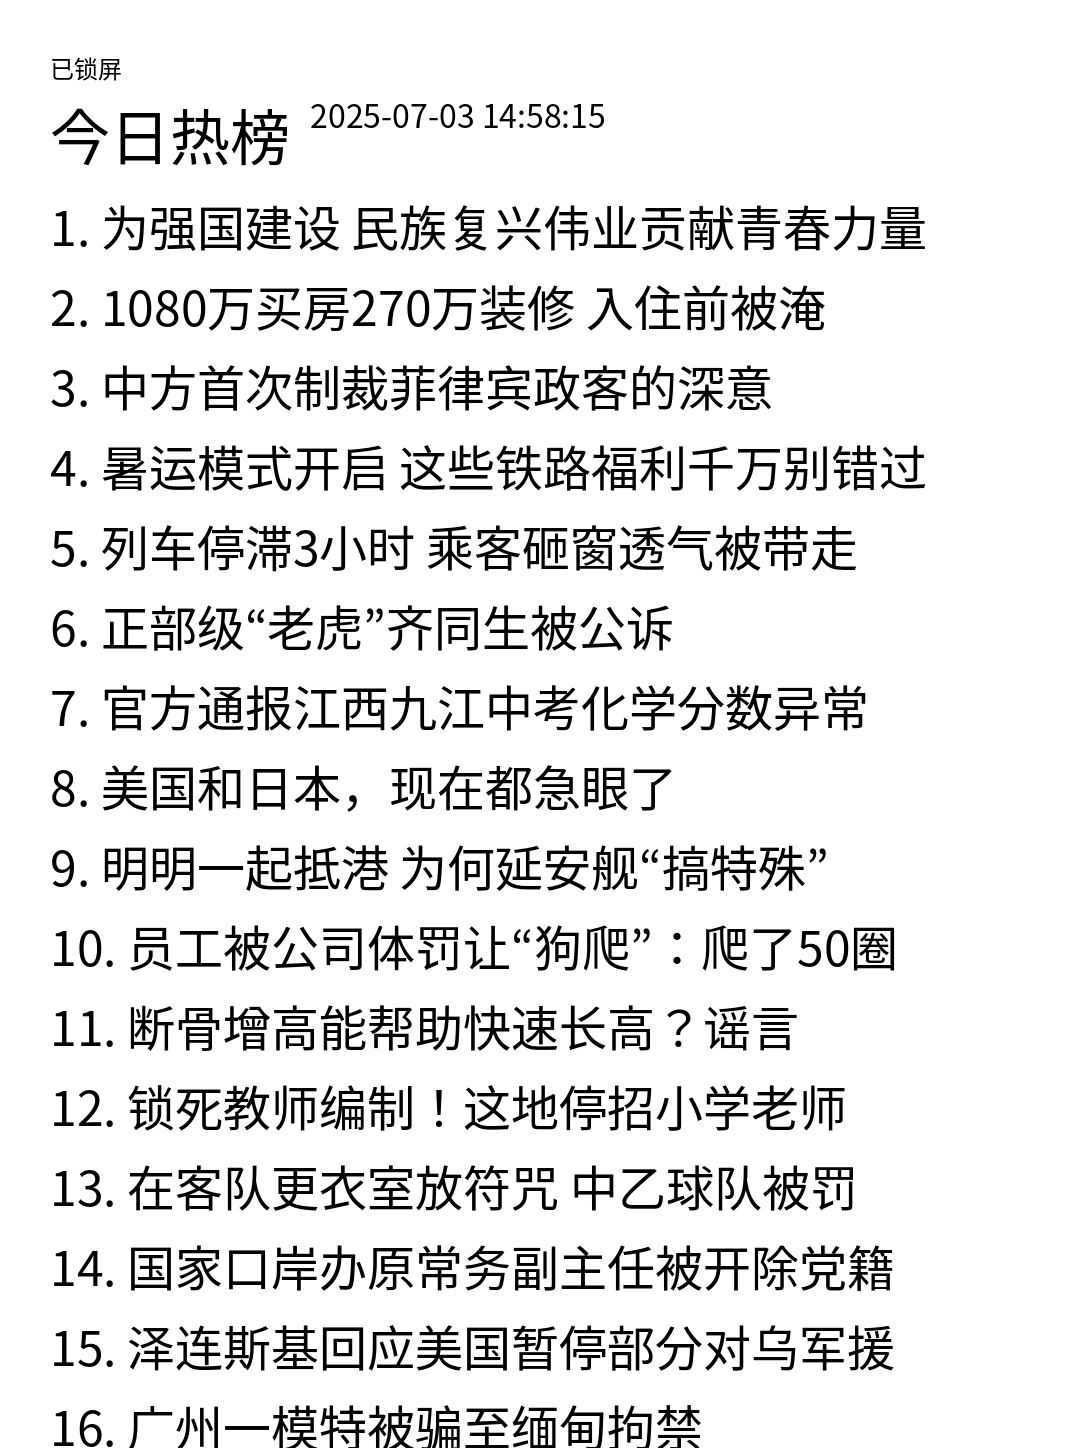 已锁屏
今日热榜 2025-07-03 14:58:15
1. 为强国建设 民族复兴伟业贡献青春力量
2. 1080万买房270万装修 入住前被淹
3. 中方首次制裁菲律宾政客的深意
4. 暑运模式开启 这些铁路福利千万别错过
5. 列车停滞3小时 乘客砸窗透气被带走
6. 正部级“老虎”齐同生被公诉
7. 官方通报江西九江中考化学分数异常
8. 美国和日本，现在都急眼了
9. 明明一起抵港 为何延安舰“搞特殊”
10. 员工被公司体罚让“狗爬”：爬了50圈
11. 断骨增高能帮助快速长高？谣言
12. 锁死教师编制！这地停招小学老师
13. 在客队更衣室放符咒 中乙球队被罚
14. 国家口岸办原常务副主任被开除党籍
15. 泽连斯基回应美国暂停部分对乌军援
16. 广州一模特被骗至缅甸拘禁